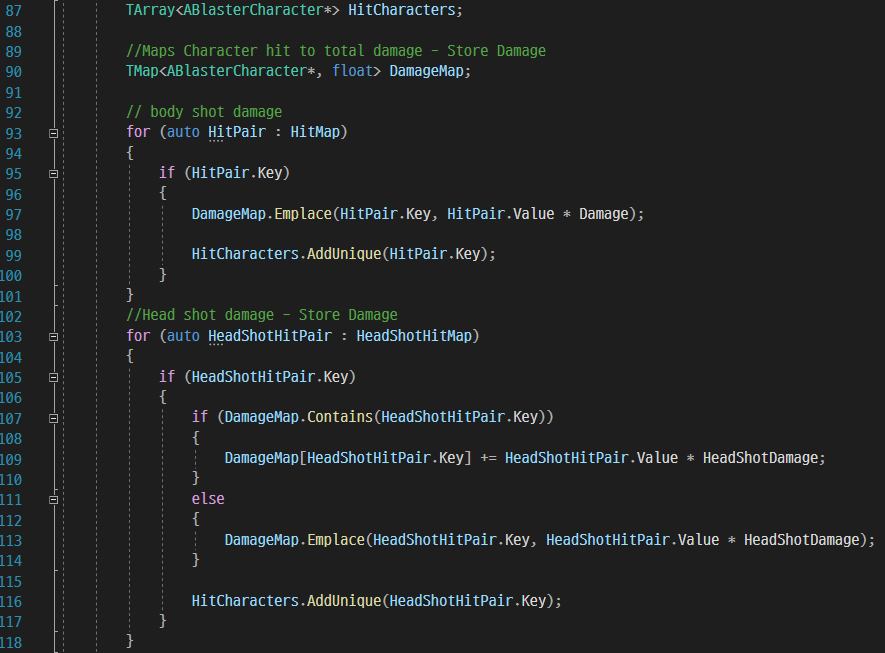 87 TArray<ABlasterCharacter*> HitCharacters;
88
89 //Maps Character hit to total damage - Store Damage
90 TMap<ABlasterCharacter*, float> DamageMap;
91
92 // body shot damage
93 for (auto HitPair : HitMap)
94 {
95 if (HitPair.Key)
96 {
97 DamageMap.Emplace(HitPair.Key, HitPair.Value * Damage);
98
99 HitCharacters.AddUnique(HitPair.Key);
100 }
101 }
102 //Head shot damage - Store Damage
103 for (auto HeadShotHitPair : HeadShotHitMap)
104 {
105 if (HeadShotHitPair.Key)
106 {
107 if (DamageMap.Contains(HeadShotHitPair.Key))
108 {
109 DamageMap[HeadShotHitPair.Key] += HeadShotHitPair.Value * HeadShotDamage;
110 }
111 else
112 {
113 DamageMap.Emplace(HeadShotHitPair.Key, HeadShotHitPair.Value * HeadShotDamage);
114 }
115
116 HitCharacters.AddUnique(HeadShotHitPair.Key);
117 }
118 }